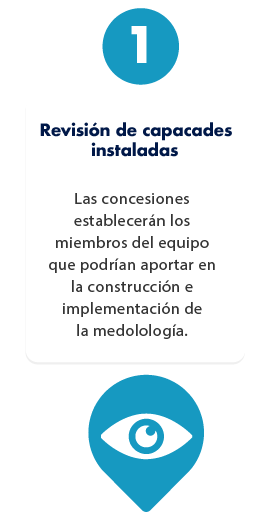 1
Revisión de capacades
instaladas
Las concesiones
establecerán los
miembros del equipo
que podrían aportar en
la construcción e
implementación de
la medolología.